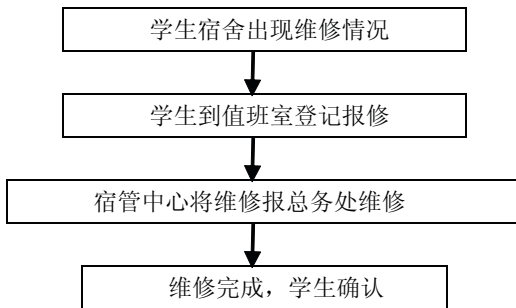 学生宿舍出现维修情况
学生到值班室登记报修
宿管中心将维修报总务处维修
维修完成，学生确认